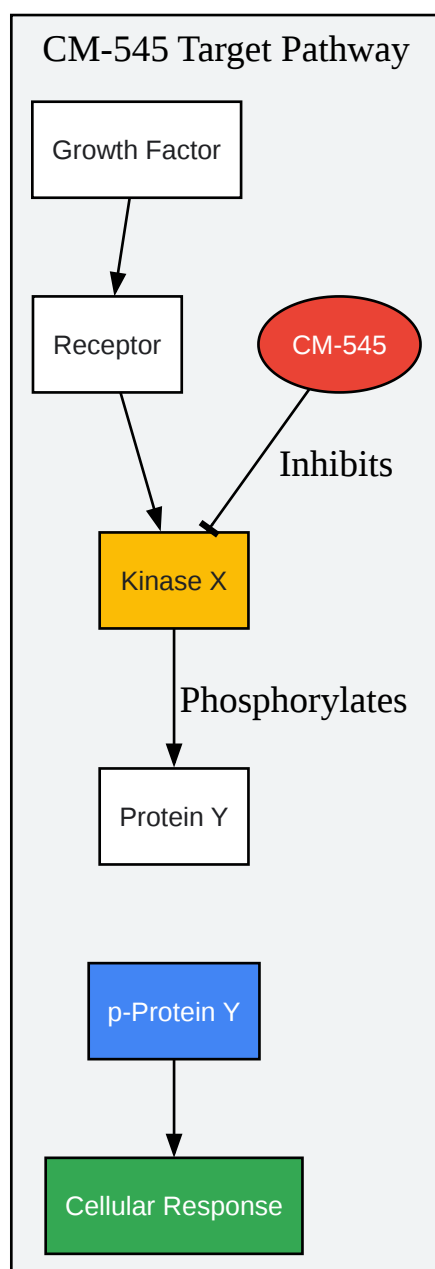 CM-545 Target Pathway
Growth Factor
Receptor
CM-545
Inhibits
Kinase X
Phosphorylates
Protein Y
p-Protein Y
Cellular Response